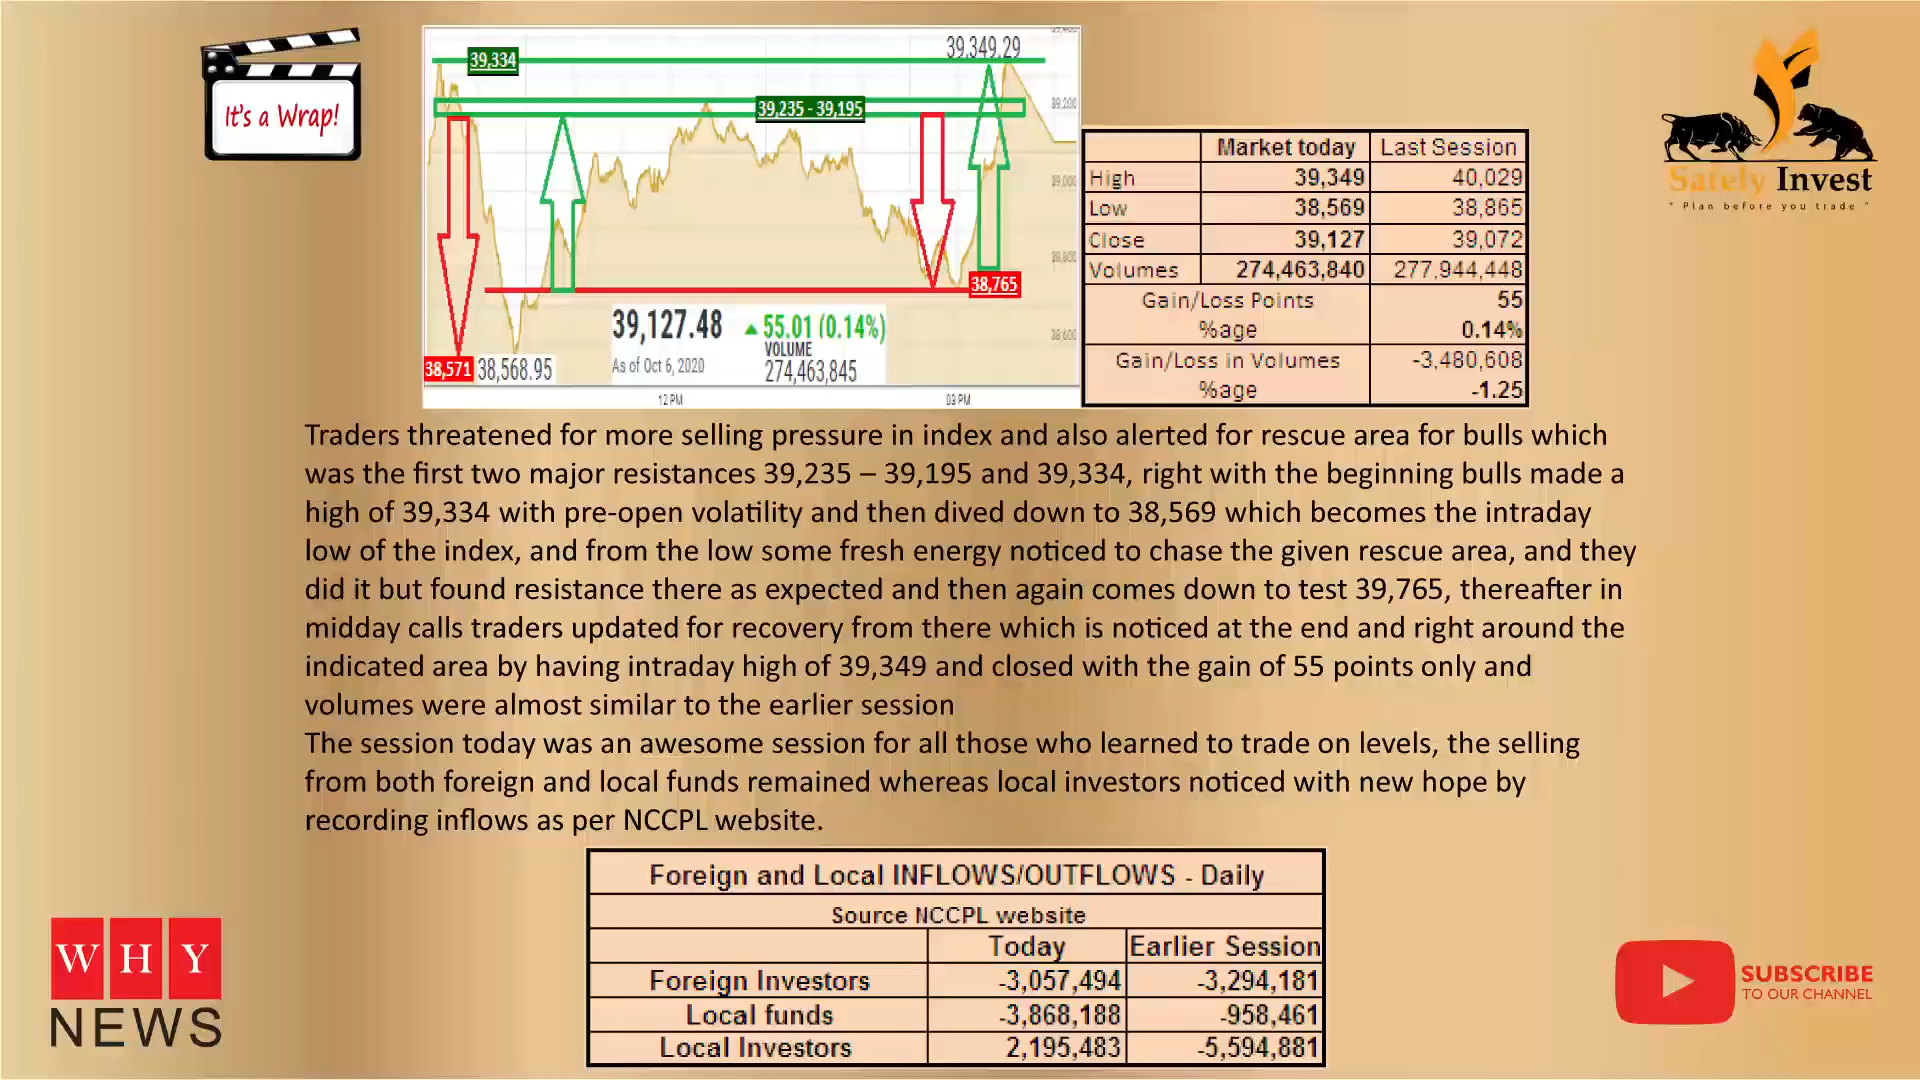 It's a Wrap!
39,334
39,349.29
39,235 - 39,195
39,200
39,000
38,765
38,571
38,568.95
39,127.48
▲ 55.01 (0.14%)
As of Oct 6, 2020
VOLUME
274,463,845
12 PM
03 PM
Market today Last Session
High 39,349 40,029
Low 38,569 38,865
Close 39,127 39,072
Volumes 274,463,840 277,944,448
Gain/Loss Points 55
%age 0.14%
Gain/Loss in Volumes -3,480,608
%age -1.25
Safely Invest
" Plan before you trade "
Traders threatened for more selling pressure in index and also alerted for rescue area for bulls which
was the first two major resistances 39,235 – 39,195 and 39,334, right with the beginning bulls made a
high of 39,334 with pre-open volatility and then dived down to 38,569 which becomes the intraday
low of the index, and from the low some fresh energy noticed to chase the given rescue area, and they
did it but found resistance there as expected and then again comes down to test 39,765, thereafter in
midday calls traders updated for recovery from there which is noticed at the end and right around the
indicated area by having intraday high of 39,349 and closed with the gain of 55 points only and
volumes were almost similar to the earlier session
The session today was an awesome session for all those who learned to trade on levels, the selling
from both foreign and local funds remained whereas local investors noticed with new hope by
recording inflows as per NCCPL website.
Foreign and Local INFLOWS/OUTFLOWS - Daily
Source NCCPL website
Today Earlier Session
Foreign Investors -3,057,494 -3,294,181
Local funds -3,868,188 -958,461
Local Investors 2,195,483 -5,594,881
WHY
NEWS
SUBSCRIBE
TO OUR CHANNEL